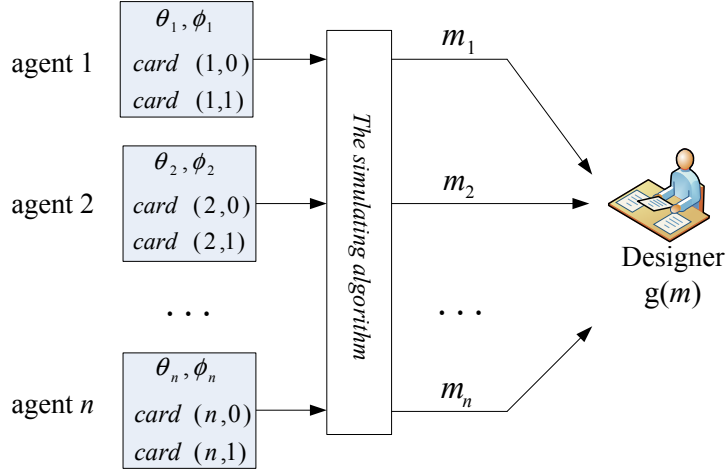 θ₁, ϕ₁
agent 1
card (1,0)
card (1,1)
m₁
The simulating algorithm
θ₂, ϕ₂
agent 2
card (2,0)
card (2,1)
m₂
Designer
g(m)
. . .
. . .
θₙ, ϕₙ
agent n
card (n,0)
card (n,1)
mₙ